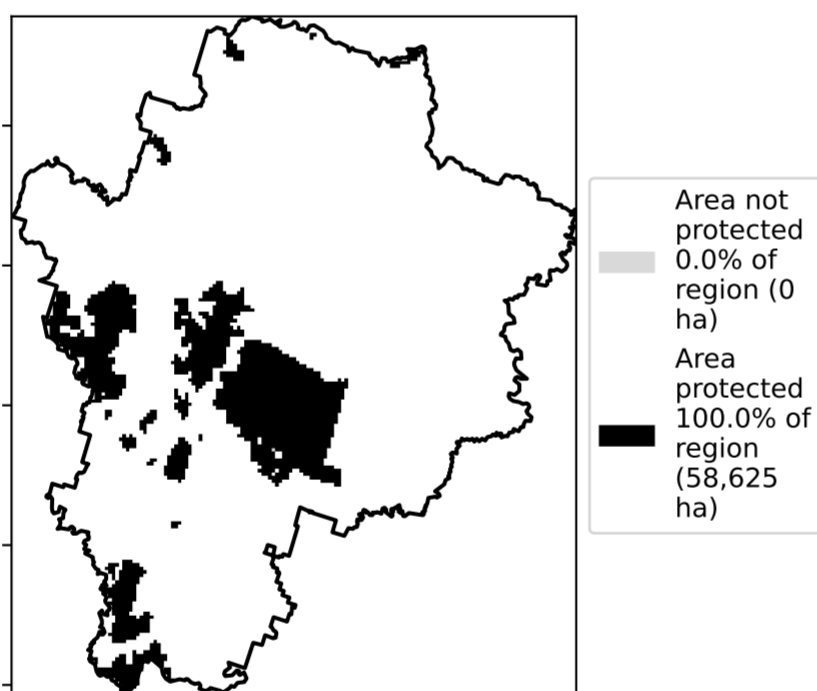 Area not
protected
0.0% of
region (0
ha)
Area
protected
100.0% of
region
(58,625
ha)